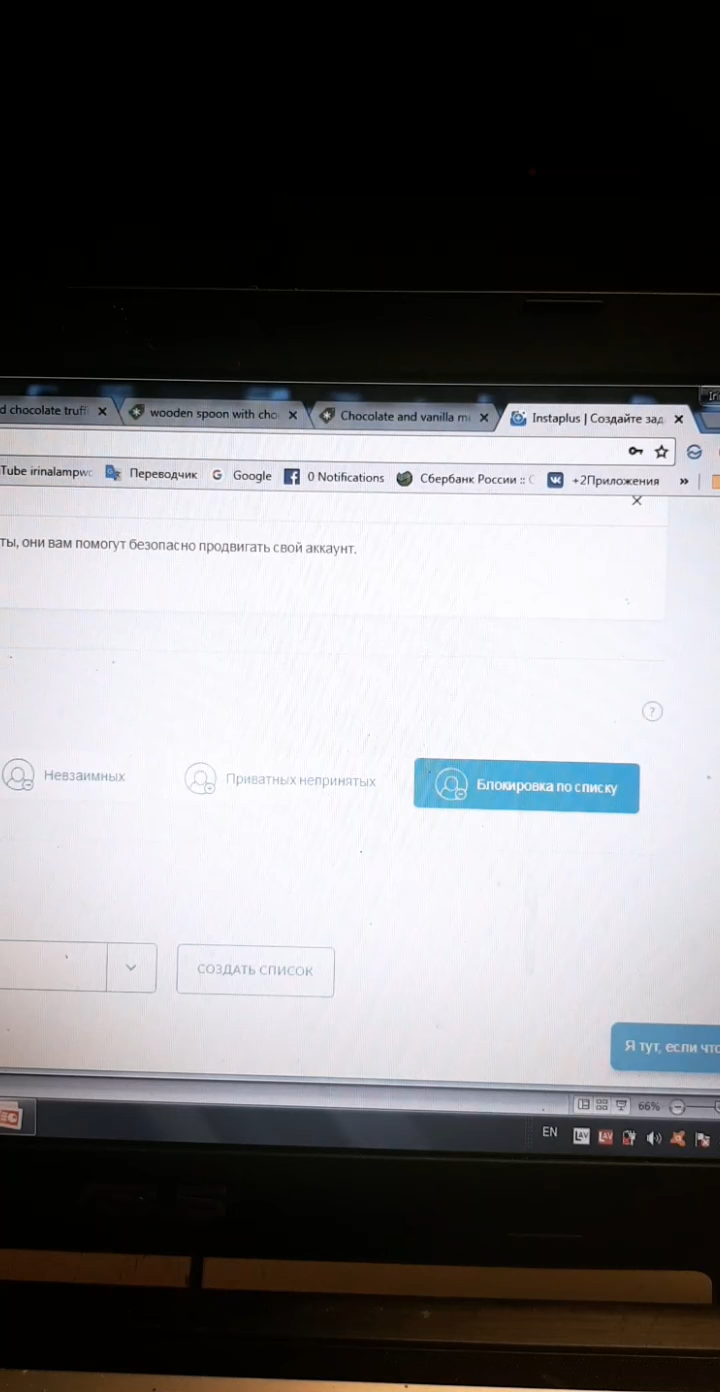 d chocolate truff
wooden spoon with cho
Chocolate and vanilla m
Instaplus | Создайте зад
Tube irinalampwo
Переводчик
Google
0 Notifications
Сбербанк России :: С
+2Приложения
»
ты, они вам помогут безопасно продвигать свой аккаунт.
?
Невзаимных
Приватных непринятых
Блокировка по списку
СОЗДАТЬ СПИСОК
Я тут, если что
66%
EN